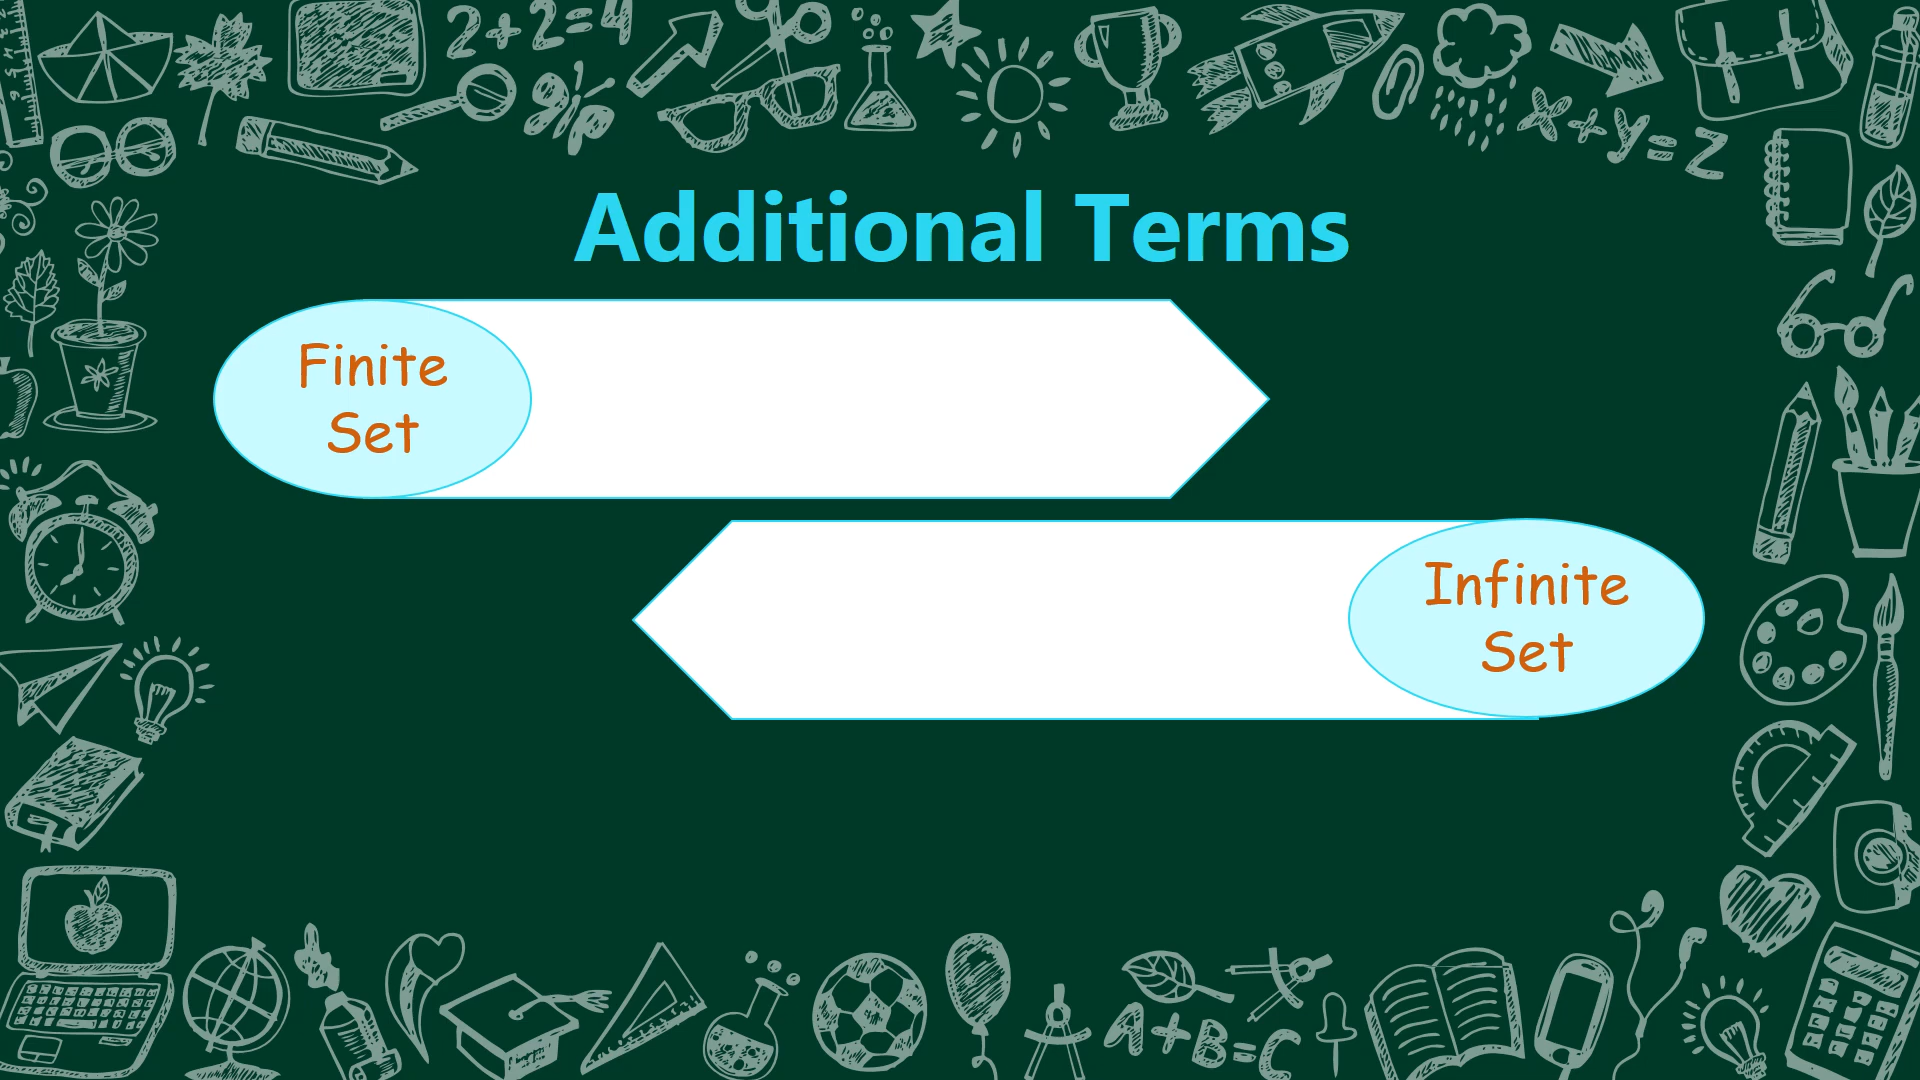 2+2=4
%
x+y=z
Additional Terms
Finite
Set
Infinite
Set
A+B=C